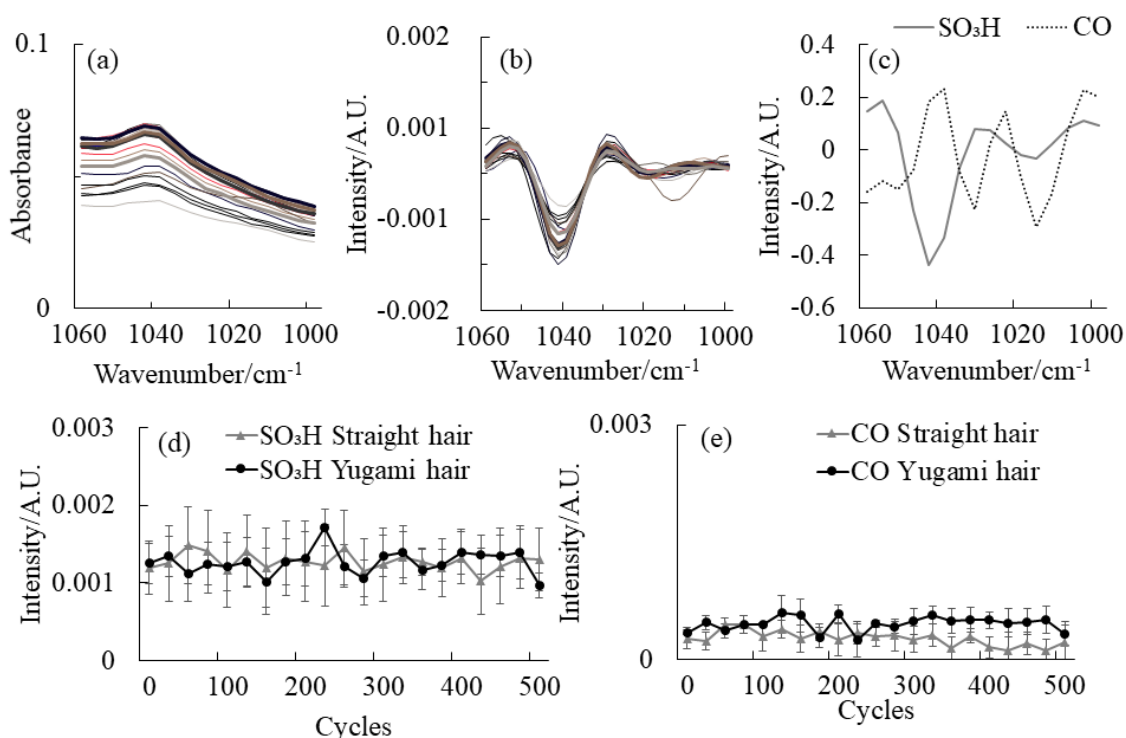 (a)
0.1
0
Absorbance
1060 1040 1020 1000
Wavenumber/cm⁻¹
(b)
0.002
0.001
-0.001
-0.002
Intensity/A.U.
1060 1040 1020 1000
Wavenumber/cm⁻¹
SO₃H CO
(c)
0.4
0.2
0
-0.2
-0.4
-0.6
Intensity/A.U.
1060 1040 1020 1000
Wavenumber/cm⁻¹
(d)
SO₃H Straight hair
SO₃H Yugami hair
0.003
0.002
0.001
0
Intensity/A.U.
0 100 200 300 400 500
Cycles
(e)
CO Straight hair
CO Yugami hair
0.003
0
Intensity/A.U.
0 100 200 300 400 500
Cycles